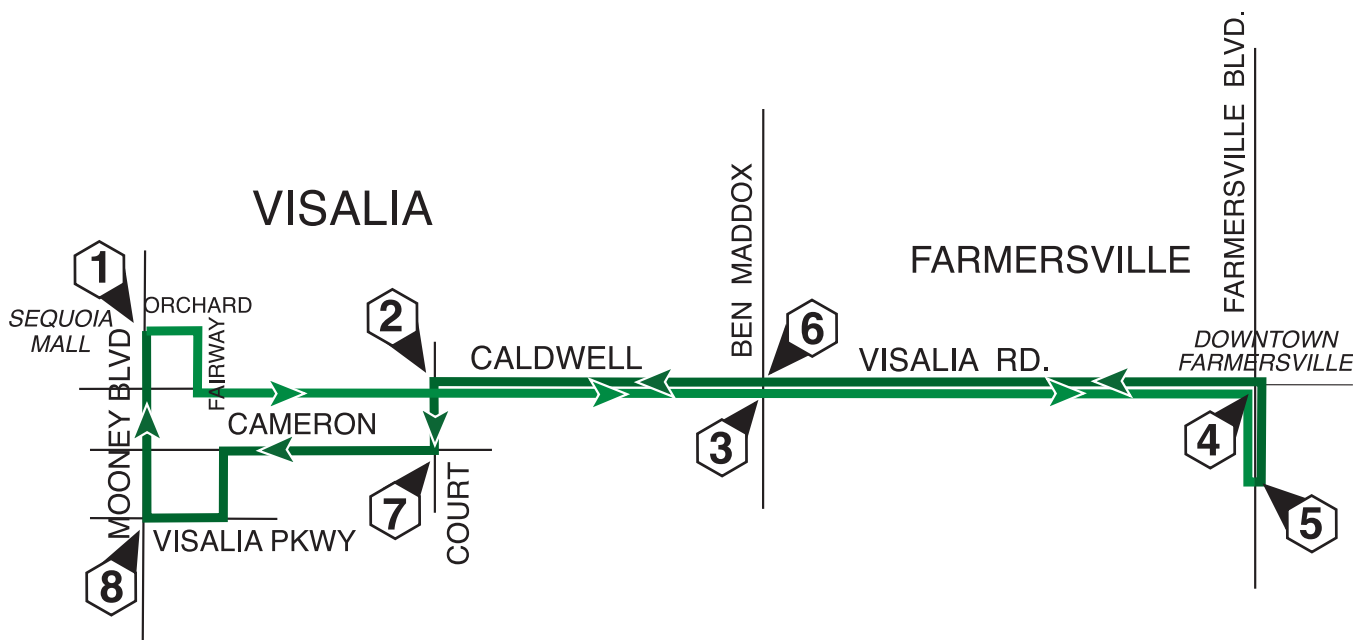 FARMERSVILLE BLVD.
VISALIA
BEN MADDOX
FARMERSVILLE
1
ORCHARD
2
SEQUOIA
MALL
MOONEY BLVD
FAIRWAY
6
CALDWELL
VISALIA RD.
DOWNTOWN
FARMERSVILLE
CAMERON
3
4
7
COURT
5
VISALIA PKWY
8